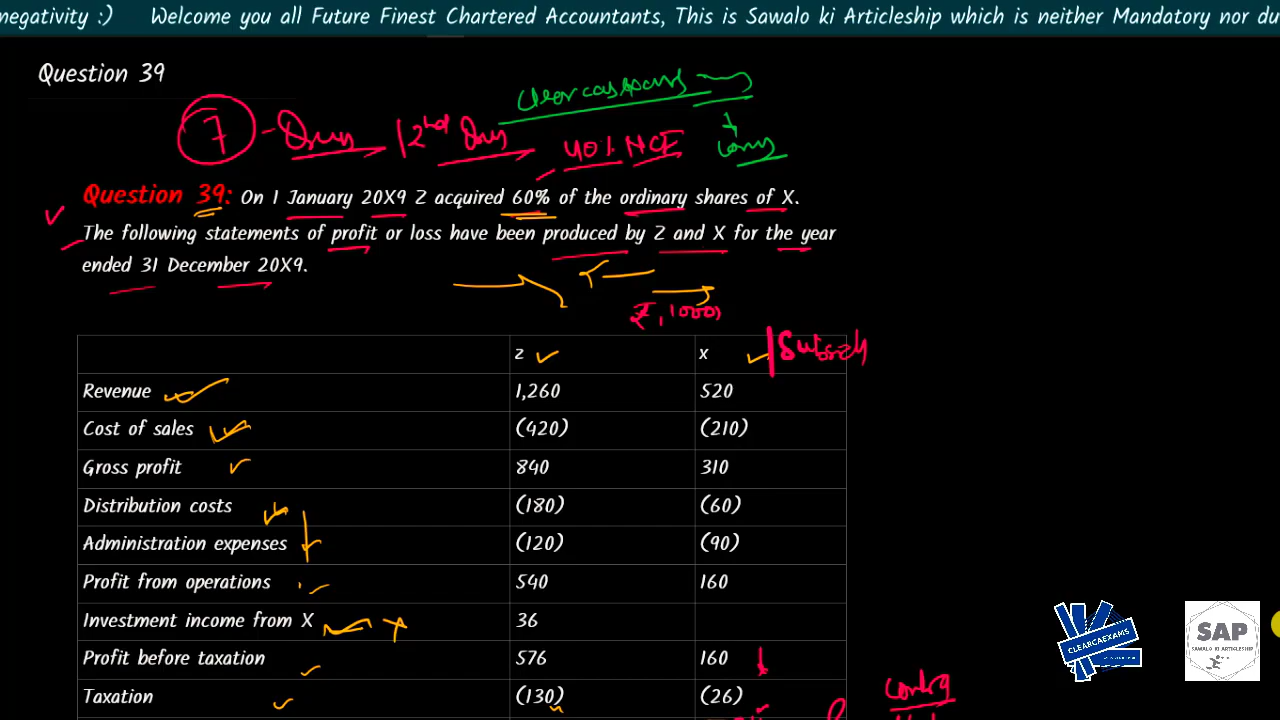 negativity :) Welcome you all Future Finest Chartered Accountants, This is Sawalo ki Articleship which is neither Mandatory nor du
Question 39
clearcaexams
7 - Days | 2nd Day 40% NCE
Question 39: On 1 January 20X9 Z acquired 60% of the ordinary shares of X.
The following statements of profit or loss have been produced by Z and X for the year
ended 31 December 20X9.
₹, 1000s
z x
Revenue 1,260 520
Cost of sales (420) (210)
Gross profit 840 310
Distribution costs (180) (60)
Administration expenses (120) (90)
Profit from operations 540 160
Investment income from X 36
Profit before taxation 576 160
Taxation (130) (26)
CLEARCAEXAMS
SAP
SAWALO KI ARTICLESHIP